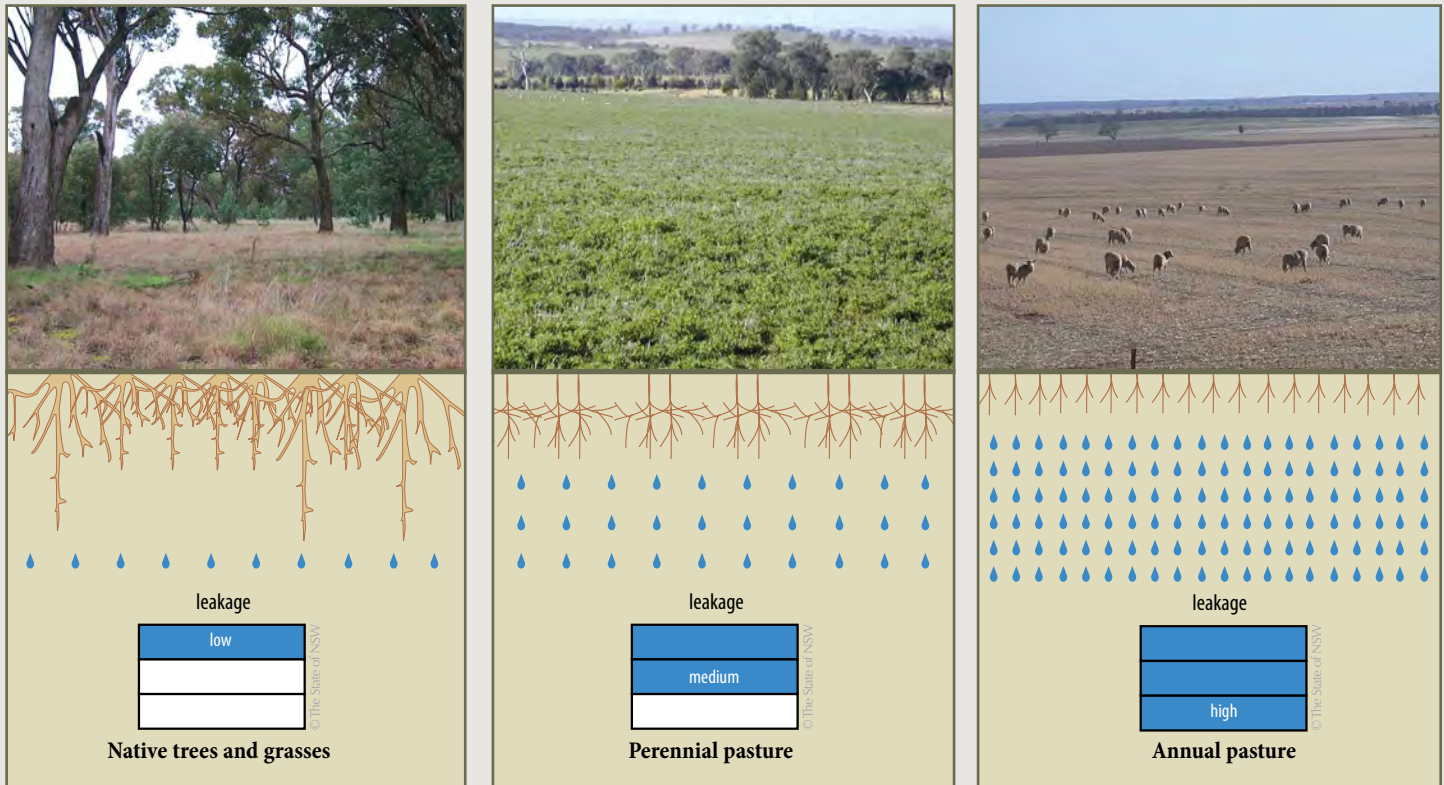 leakage
low
© The State of NSW
Native trees and grasses
leakage
medium
© The State of NSW
Perennial pasture
leakage
high
© The State of NSW
Annual pasture